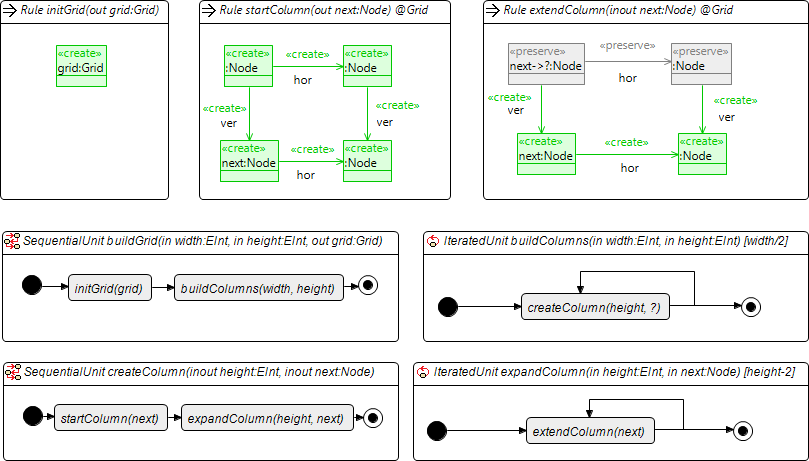 Rule initGrid(out grid:Grid)
«create»
grid:Grid
Rule startColumn(out next:Node) @Grid
«create»
:Node
«create»
hor
«create»
:Node
«create»
ver
«create»
ver
«create»
next:Node
«create»
hor
«create»
:Node
Rule extendColumn(inout next:Node) @Grid
«preserve»
next->?:Node
«preserve»
hor
«preserve»
:Node
«create»
ver
«create»
ver
«create»
next:Node
«create»
hor
«create»
:Node
SequentialUnit buildGrid(in width:EInt, in height:EInt, out grid:Grid)
initGrid(grid)
buildColumns(width, height)
IteratedUnit buildColumns(in width:EInt, in height:EInt) [width/2]
createColumn(height, ?)
SequentialUnit createColumn(inout height:EInt, inout next:Node)
startColumn(next)
expandColumn(height, next)
IteratedUnit expandColumn(in height:EInt, in next:Node) [height-2]
extendColumn(next)